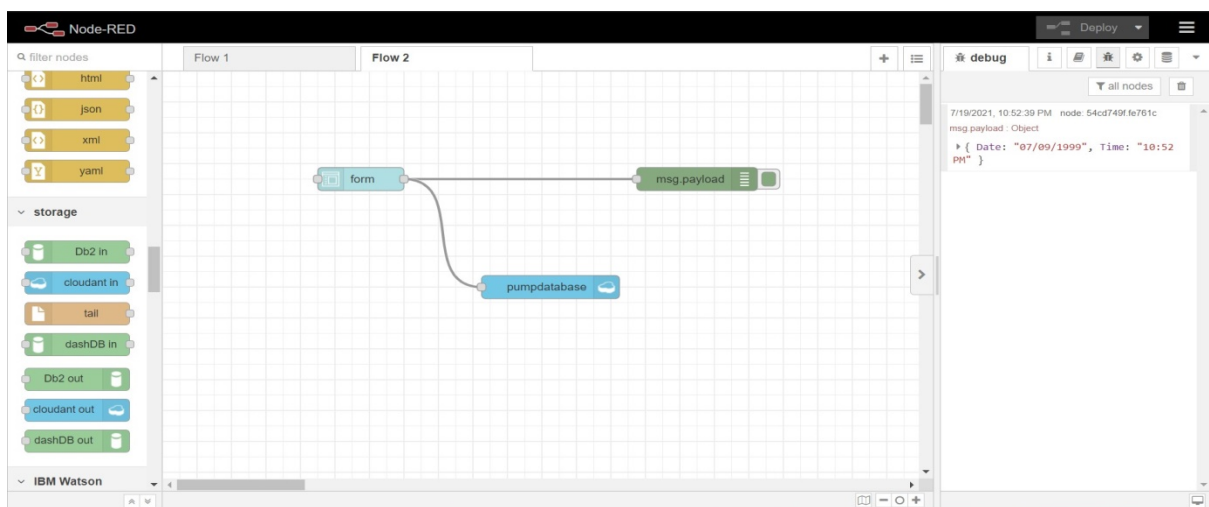 Node-RED
Deploy
filter nodes
Flow 1
Flow 2
debug
i
all nodes
html
json
xml
yaml
storage
Db2 in
cloudant in
tail
dashDB in
Db2 out
cloudant out
dashDB out
IBM Watson
form
msg.payload
pumpdatabase
7/19/2021, 10:52:39 PM node: 54cd749f.fe761c
msg.payload : Object
{ Date: "07/09/1999", Time: "10:52
PM" }